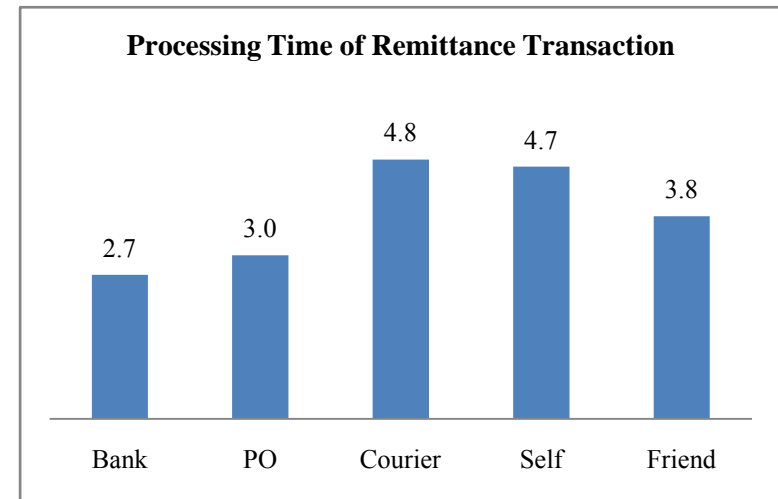 Processing Time of Remittance Transaction
4.8
4.7
3.8
3.0
2.7
Bank PO Courier Self Friend